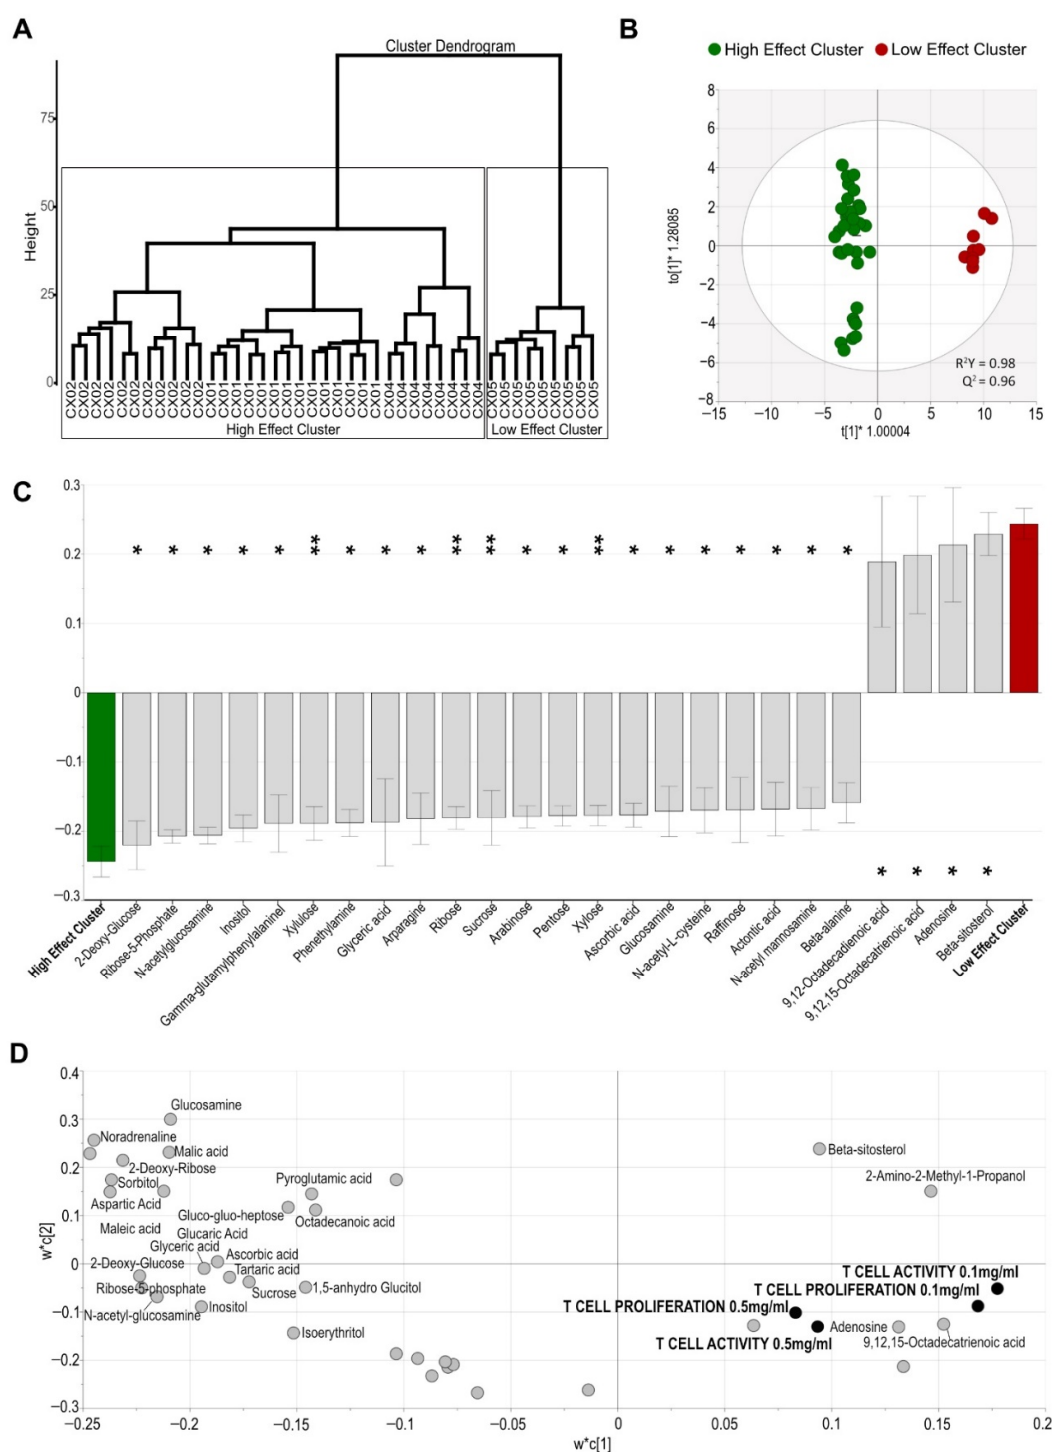 A
Cluster Dendrogram
Height
75
50
25
0
CX02 CX02 CX02 CX02 CX02 CX02 CX02 CX02 CX02 CX02 CX02 CX01 CX01 CX01 CX01 CX01 CX01 CX01 CX01 CX01 CX01 CX01 CX01 CX01 CX01 CX04 CX04 CX04 CX04 CX04 CX04 CX04 CX04 CX05 CX05 CX05 CX05 CX05 CX05 CX05 CX05 CX05
High Effect Cluster
Low Effect Cluster
B
High Effect Cluster Low Effect Cluster
8
6
4
2
0
−2
−4
−6
−8
to[1]* 1.28085
R²Y = 0.98
Q² = 0.96
−15 −10 −5 0 5 10 15
t[1]* 1.00004
C
0.3
0.2
0.1
0
−0.1
−0.2
−0.3
* * * * * ** * * * ** ** * * ** * * * * * * *
* * * *
High Effect Cluster
2-Deoxy-Glucose
Ribose-5-Phosphate
N-acetylglucosamine
Inositol
Gamma-glutamylphenylalaninel
Xylulose
Phenethylamine
Glyceric acid
Arparagine
Ribose
Sucrose
Arabinose
Pentose
Xylose
Ascorbic acid
Glucosamine
N-acetyl-L-cysteine
Raffinose
Actontic acid
N-acetyl mannosamine
Beta-alanine
9,12-Octadecadienoic acid
9,12,15-Octadecatrienoic acid
Adenosine
Beta-sitosterol
Low Effect Cluster
D
0.4
0.3
0.2
0.1
0
−0.1
−0.2
−0.3
w*c[2]
Glucosamine
Noradrenaline
Malic acid
2-Deoxy-Ribose
Sorbitol
Aspartic Acid
Maleic acid
Pyroglutamic acid
Gluco-gluo-heptose
Octadecanoic acid
Glucaric Acid
Glyceric acid
Ascorbic acid
2-Deoxy-Glucose
Tartaric acid
Ribose-5-phosphate
Sucrose
1,5-anhydro Glucitol
N-acetyl-glucosamine
Inositol
Isoerythritol
Beta-sitosterol
2-Amino-2-Methyl-1-Propanol
T CELL ACTIVITY 0.1mg/ml
T CELL PROLIFERATION 0.1mg/ml
T CELL PROLIFERATION 0.5mg/ml
Adenosine
T CELL ACTIVITY 0.5mg/ml
9,12,15-Octadecatrienoic acid
−0.25 −0.2 −0.15 −0.1 −0.05 0 0.05 0.1 0.15 0.2
w*c[1]